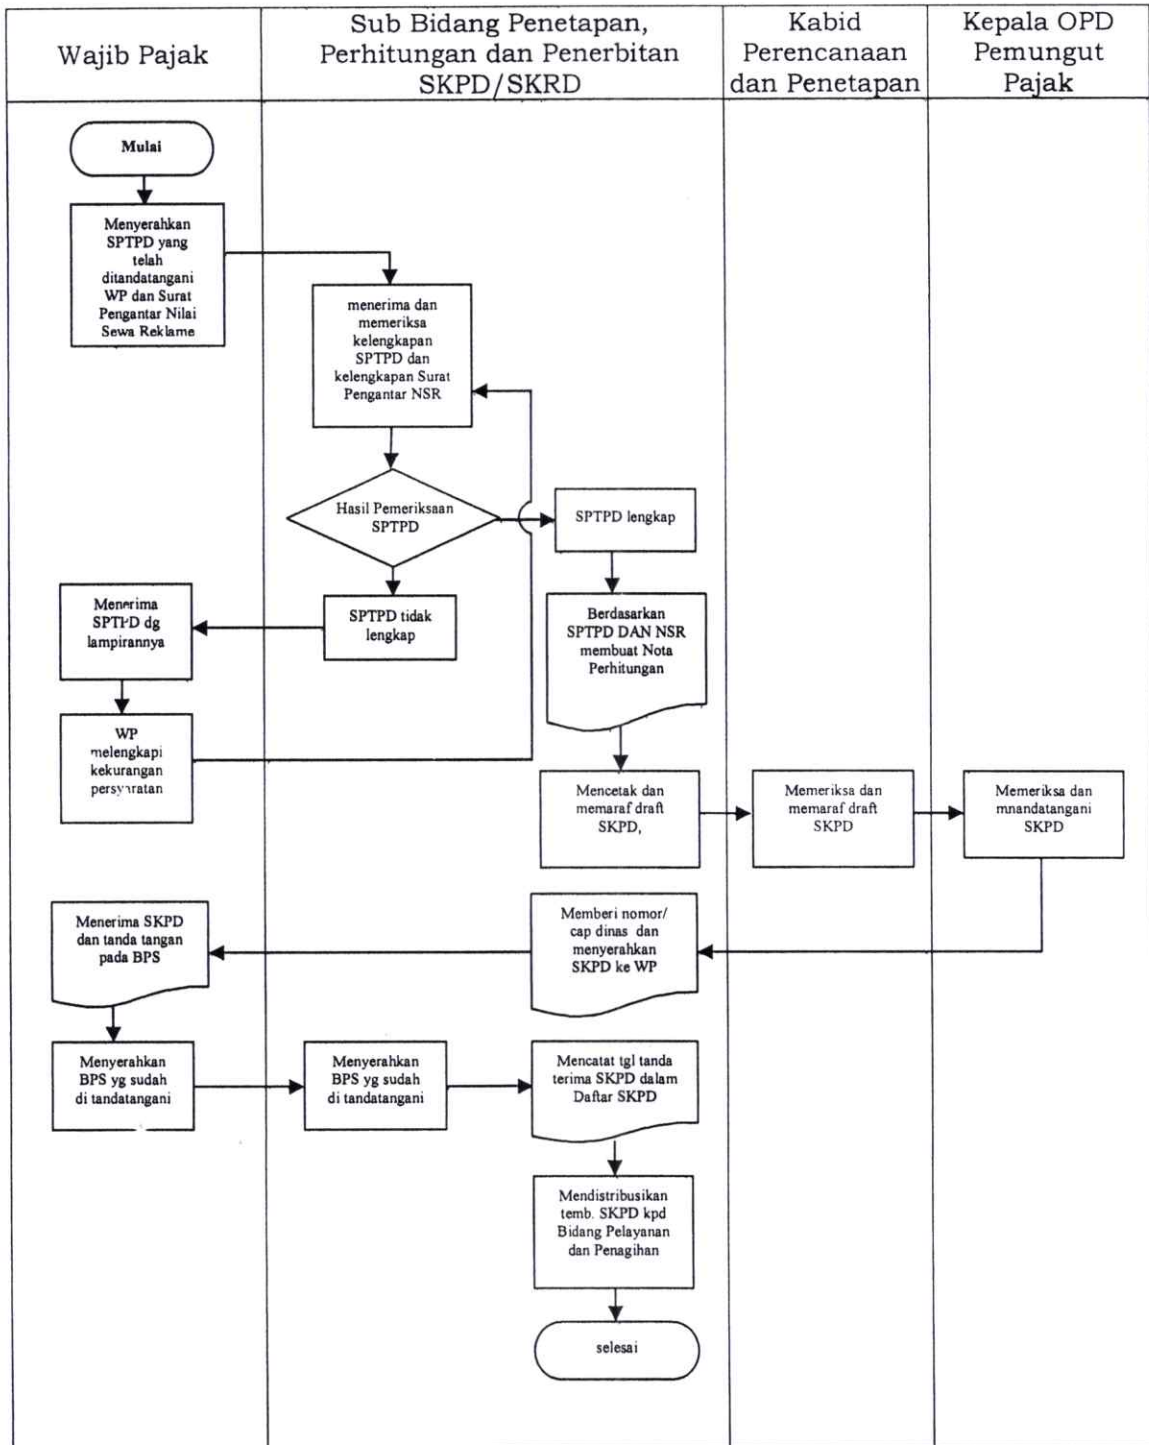 Wajib Pajak
Sub Bidang Penetapan,
Perhitungan dan Penerbitan
SKPD/SKRD
Kabid
Perencanaan
dan Penetapan
Kepala OPD
Pemungut
Pajak
Mulai
Menyerahkan
SPTPD yang
telah
ditandatangani
WP dan Surat
Pengantar Nilai
Sewa Reklame
menerima dan
memeriksa
kelengkapan
SPTPD dan
kelengkapan Surat
Pengantar NSR
Hasil Pemeriksaan
SPTPD
SPTPD lengkap
SPTPD tidak
lengkap
Menerima
SPTPD dg
lampirannya
WP
melengkapi
kekurangan
persyaratan
Berdasarkan
SPTPD DAN NSR
membuat Nota
Perhitungan
Mencetak dan
memaraf draft
SKPD,
Memeriksa dan
memaraf draft
SKPD
Memeriksa dan
mnandatangani
SKPD
Memberi nomor/
cap dinas dan
menyerahkan
SKPD ke WP
Menerima SKPD
dan tanda tangan
pada BPS
Menyerahkan
BPS yg sudah
di tandatangani
Menyerahkan
BPS yg sudah
di tandatangani
Mencatat tgl tanda
terima SKPD dalam
Daftar SKPD
Mendistribusikan
temb. SKPD kpd
Bidang Pelayanan
dan Penagihan
selesai